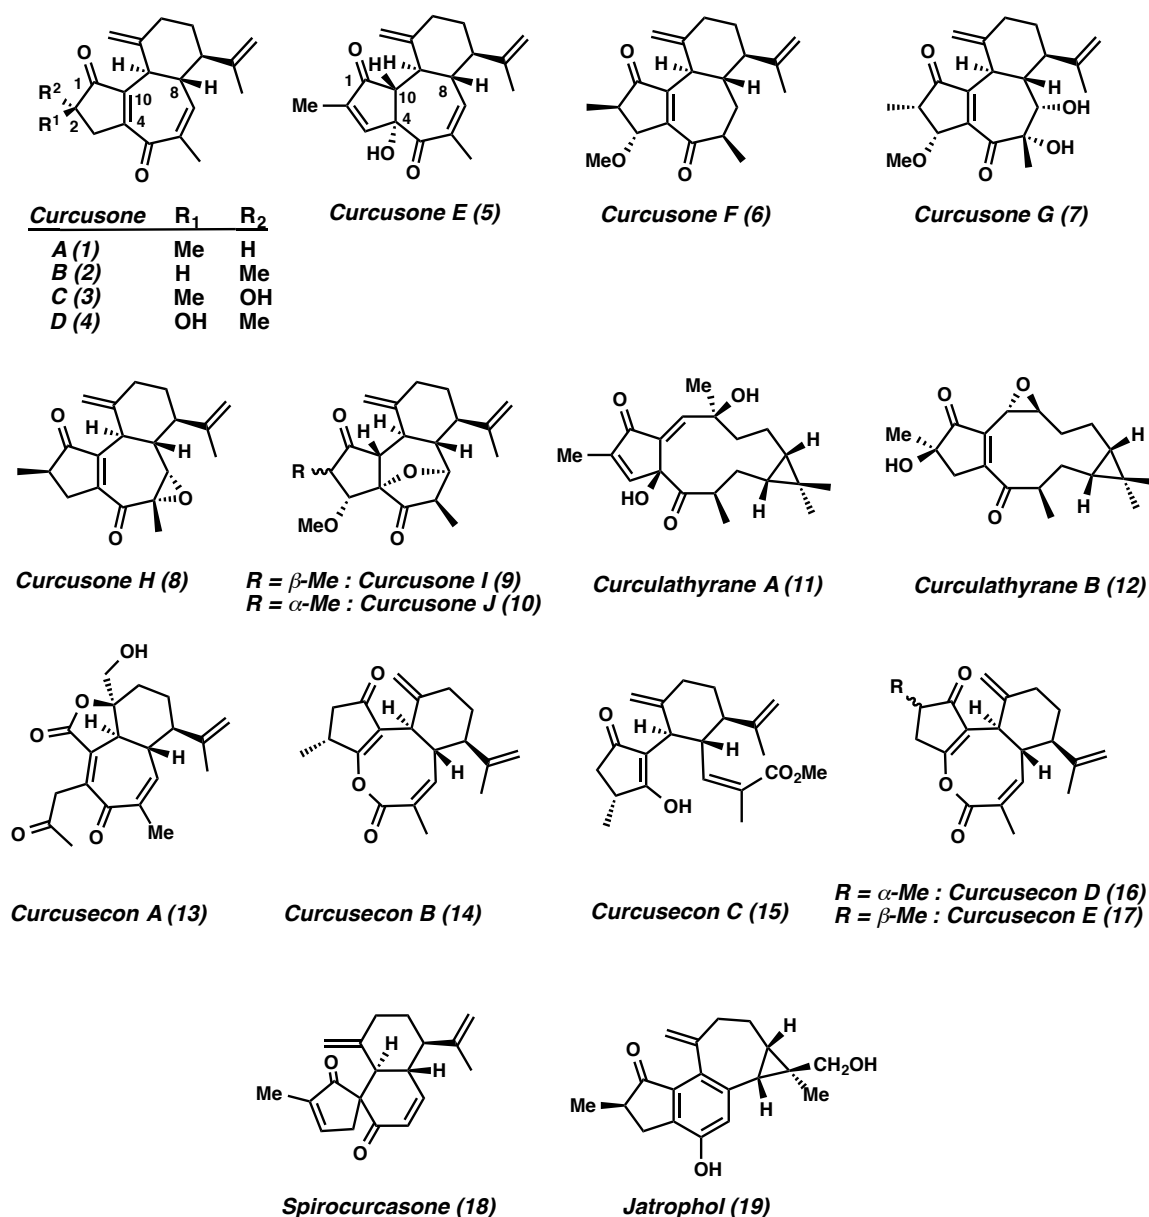 O
H
H
1
R2
R1
2
10
8
4
O
Curcusone R1 R2
A (1) Me H
B (2) H Me
C (3) Me OH
D (4) OH Me
O
H
H
H
1
Me
10
8
4
HO
O
Curcusone E (5)
O
H
H
MeO
O
Curcusone F (6)
O
H
H
OH
OH
MeO
O
Curcusone G (7)
O
H
H
O
O
Curcusone H (8)
O
H
H
H
R
O
MeO
O
R = β-Me : Curcusone I (9)
R = α-Me : Curcusone J (10)
Me
OH
O
H
Me
HO
O
H
Curculathyrane A (11)
O
O
H
Me
HO
O
H
Curculathyrane B (12)
OH
O
O
H
H
O
O
Me
Curcusecon A (13)
O
H
H
O
O
Curcusecon B (14)
O
H
H
OH
CO2Me
Curcusecon C (15)
R
O
H
H
O
O
R = α-Me : Curcusecon D (16)
R = β-Me : Curcusecon E (17)
O
H
H
Me
O
Spirocurcasone (18)
O
H
CH2OH
Me
Me
H
OH
Jatrophol (19)